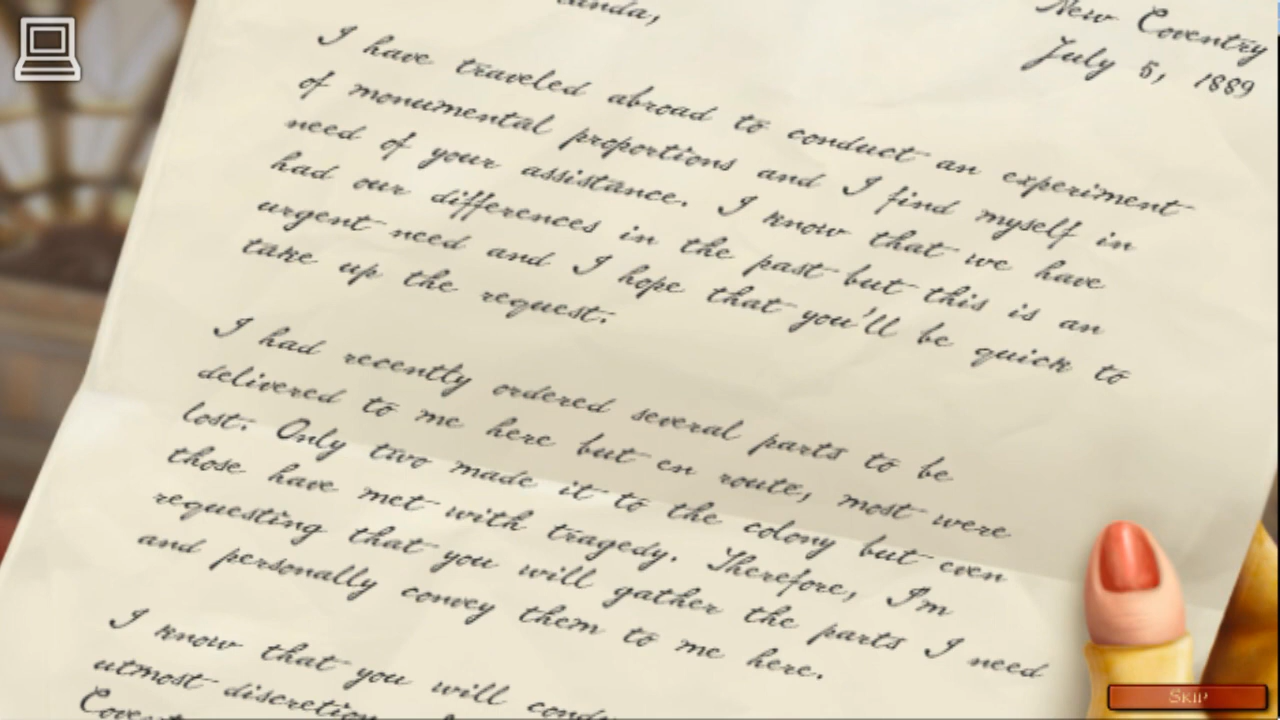 New Coventry
July 5, 1889
I have traveled abroad to conduct an experiment
of monumental proportions and I find myself in
need of your assistance. I know that we have
had our differences in the past but this is an
urgent need and I hope that you'll be quick to
take up the request.
I had recently ordered several parts to be
delivered to me here but en route, most were
lost. Only two made it to the colony but even
those have met with tragedy. Therefore, I'm
requesting that you will gather the parts I need
and personally convey them to me here.
I know that you will
utmost
Skip